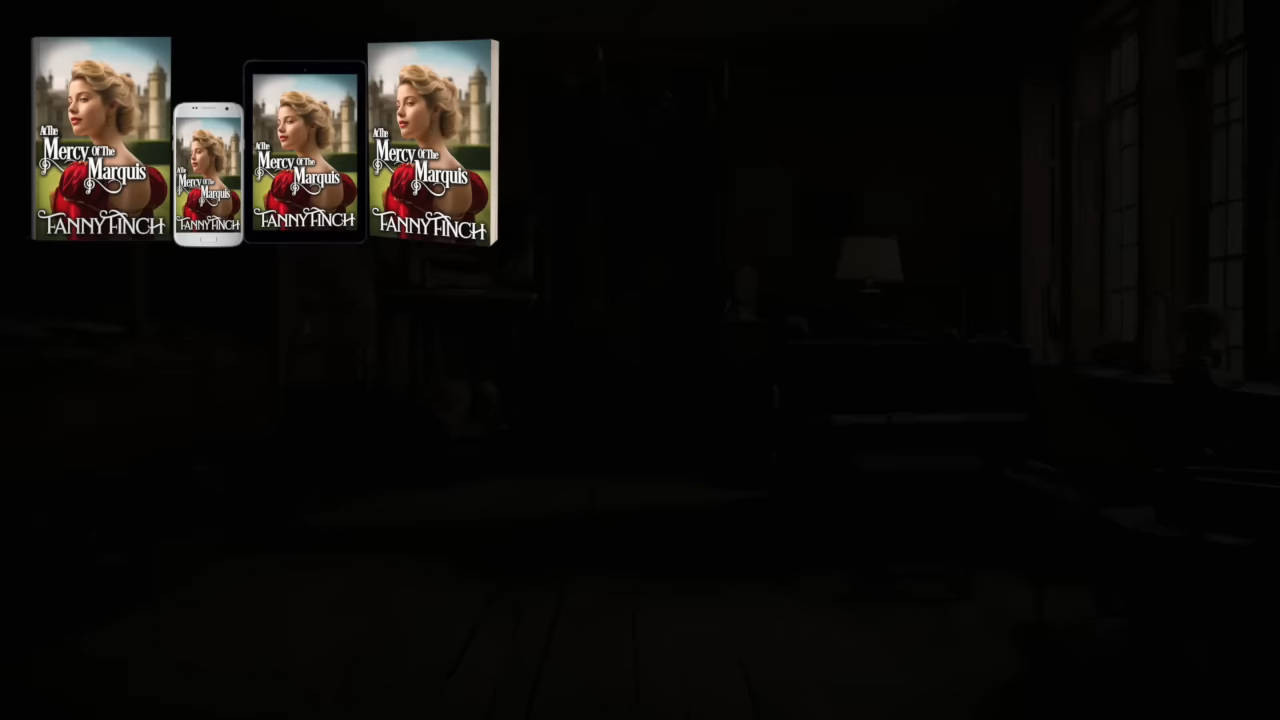 At The
Mercy Of The
Marquis
Fanny Finch
At The
Mercy Of The
Marquis
Fanny Finch
At The
Mercy Of The
Marquis
Fanny Finch
At The
Mercy Of The
Marquis
Fanny Finch